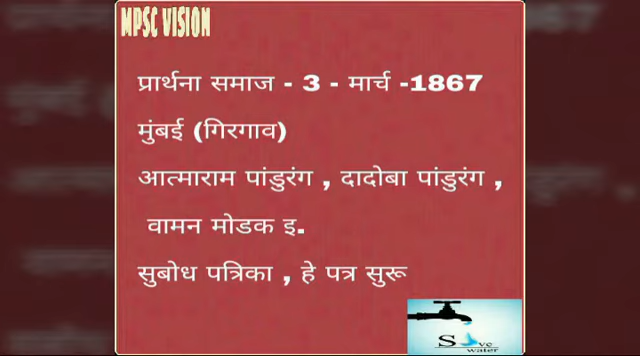 MPSC VISION
प्रार्थना समाज - 3 - मार्च -1867
मुंबई (गिरगाव)
आत्माराम पांडुरंग , दादोबा पांडुरंग ,
वामन मोडक इ.
सुबोध पत्रिका , हे पत्र सुरू
Save
water